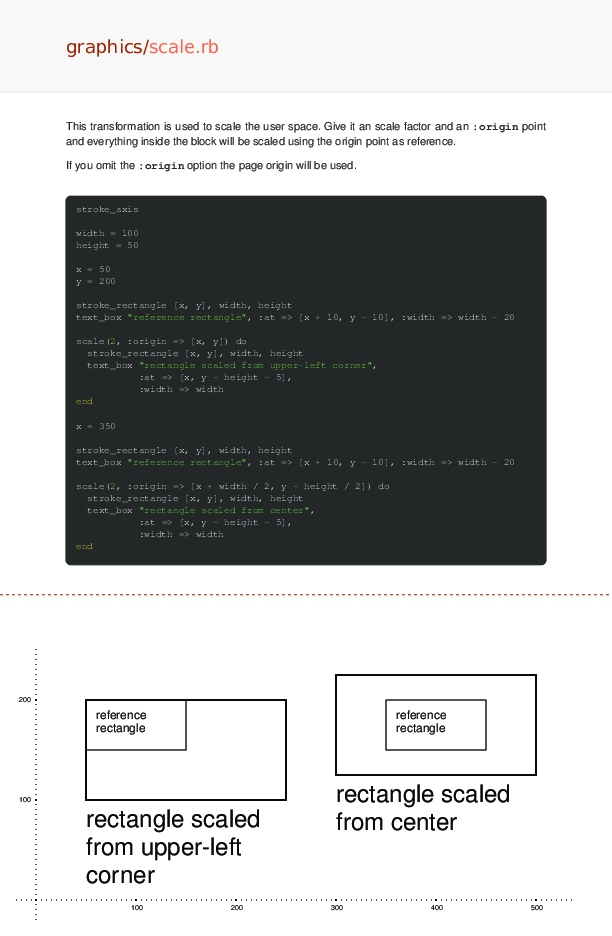 graphics/scale.rb
This transformation is used to scale the user space. Give it an scale factor and an :origin point
and everything inside the block will be scaled using the origin point as reference.
If you omit the :origin option the page origin will be used.
stroke_axis
width = 100
height = 50
x = 50
y = 200
stroke_rectangle [x, y], width, height
text_box "reference rectangle", :at => [x + 10, y - 10], :width => width - 20
scale(2, :origin => [x, y]) do
  stroke_rectangle [x, y], width, height
  text_box "rectangle scaled from upper-left corner",
            :at => [x, y - height - 5],
            :width => width
end
x = 350
stroke_rectangle [x, y], width, height
text_box "reference rectangle", :at => [x + 10, y - 10], :width => width - 20
scale(2, :origin => [x + width / 2, y - height / 2]) do
  stroke_rectangle [x, y], width, height
  text_box "rectangle scaled from center",
            :at => [x, y - height - 5],
            :width => width
end
200
reference
rectangle
reference
rectangle
100
rectangle scaled
from upper-left
corner
rectangle scaled
from center
100 200 300 400 500